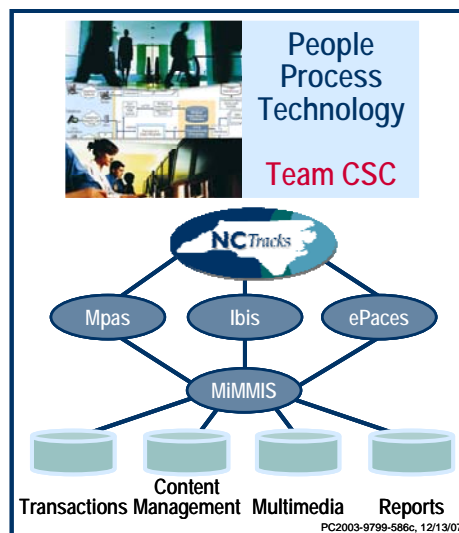 People
Process
Technology
Team CSC
NCTracks
Mpas
Ibis
ePaces
MiMMIS
Transactions
Content
Management
Multimedia
Reports
PC2003-9799-586c, 12/13/07